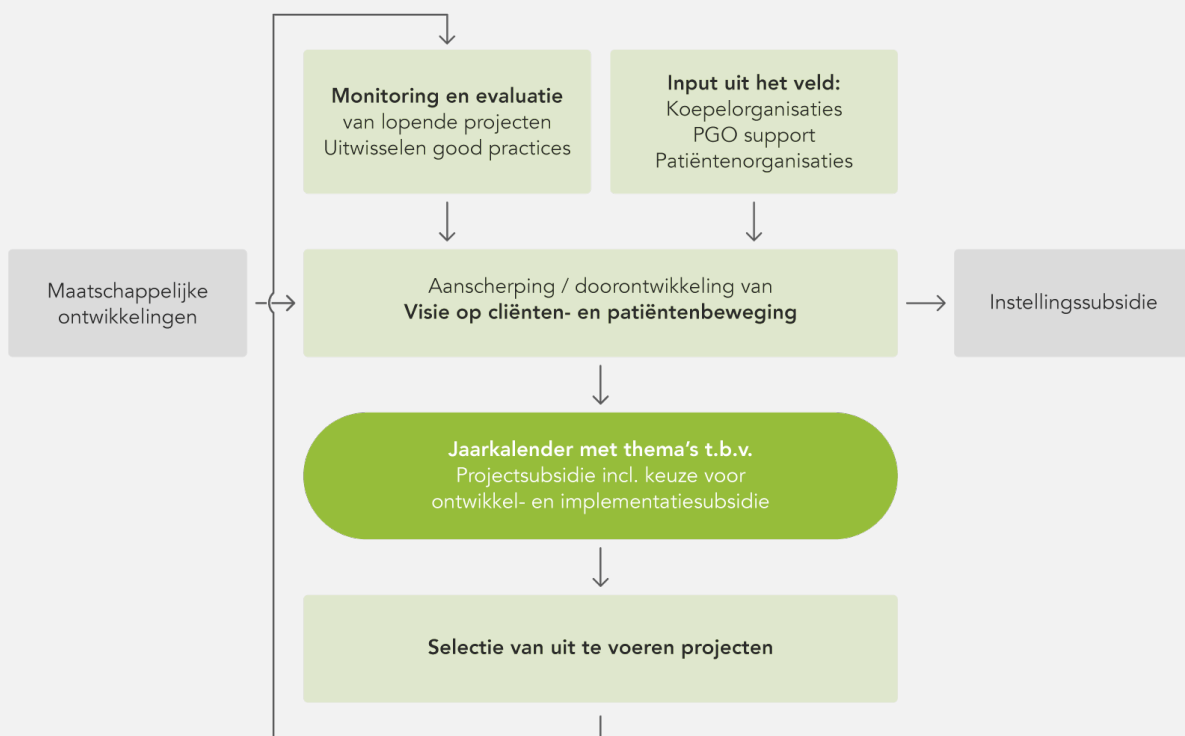 Monitoring en evaluatie
van lopende projecten
Uitwisselen good practices
Input uit het veld:
Koepelorganisaties
PGO support
Patiëntenorganisaties
Maatschappelijke
ontwikkelingen
Aanscherping / doorontwikkeling van
Visie op cliënten- en patiëntenbeweging
Instellingssubsidie
Jaarkalender met thema’s t.b.v.
Projectsubsidie incl. keuze voor
ontwikkel- en implementatiesubsidie
Selectie van uit te voeren projecten